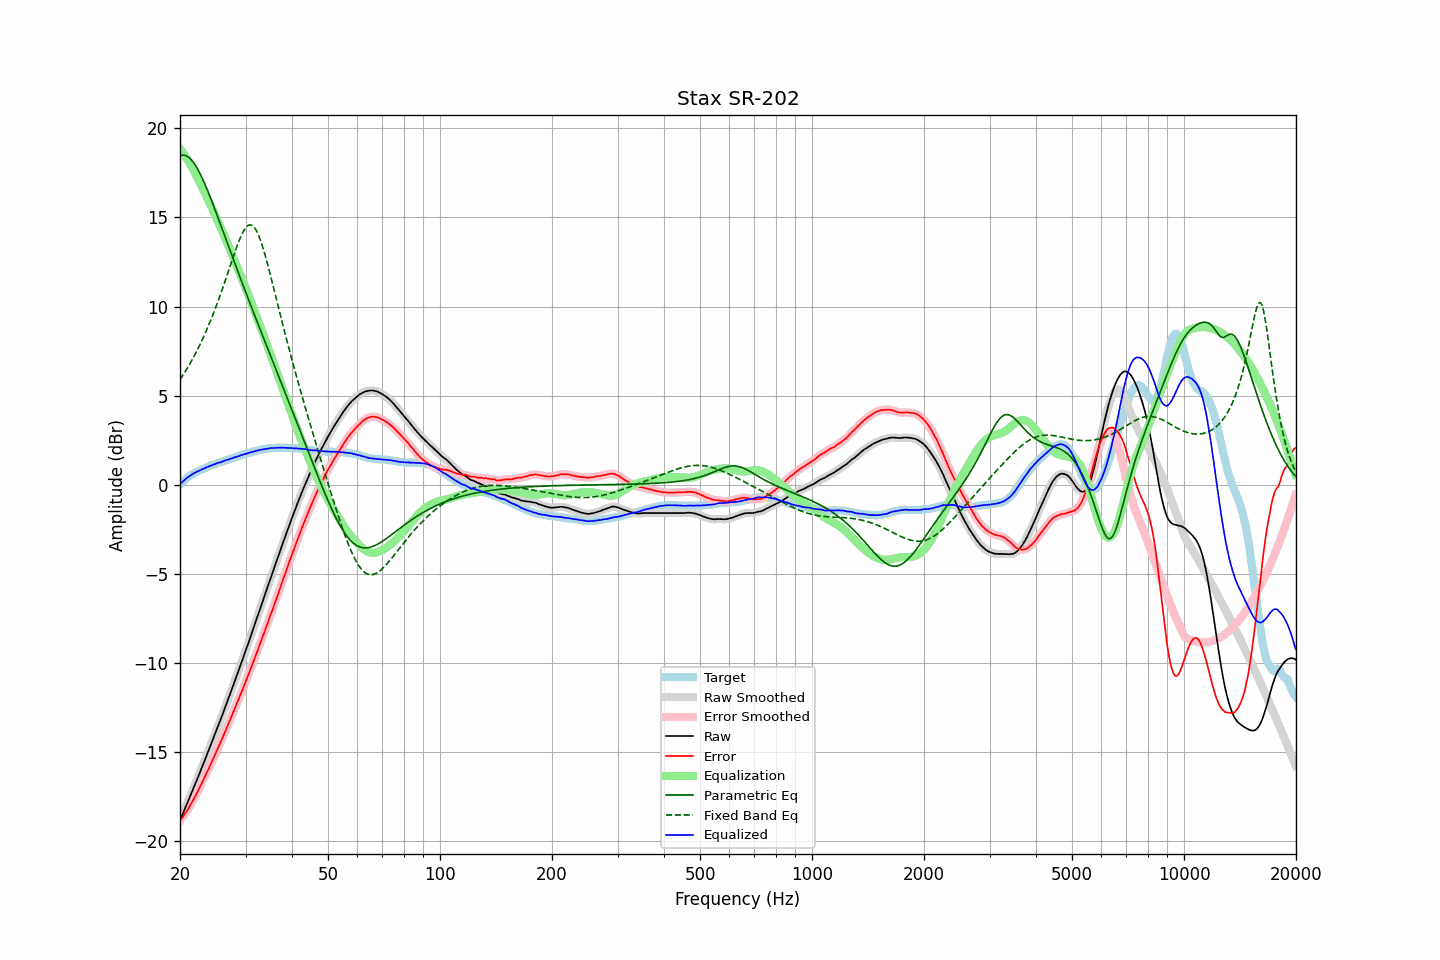 Stax SR-202
Amplitude (dBr)
20
15
10
5
0
−5
−10
−15
−20
Target
Raw Smoothed
Error Smoothed
Raw
Error
Equalization
Parametric Eq
Fixed Band Eq
Equalized
20 50 100 200 500 1000 2000 5000 10000 20000
Frequency (Hz)